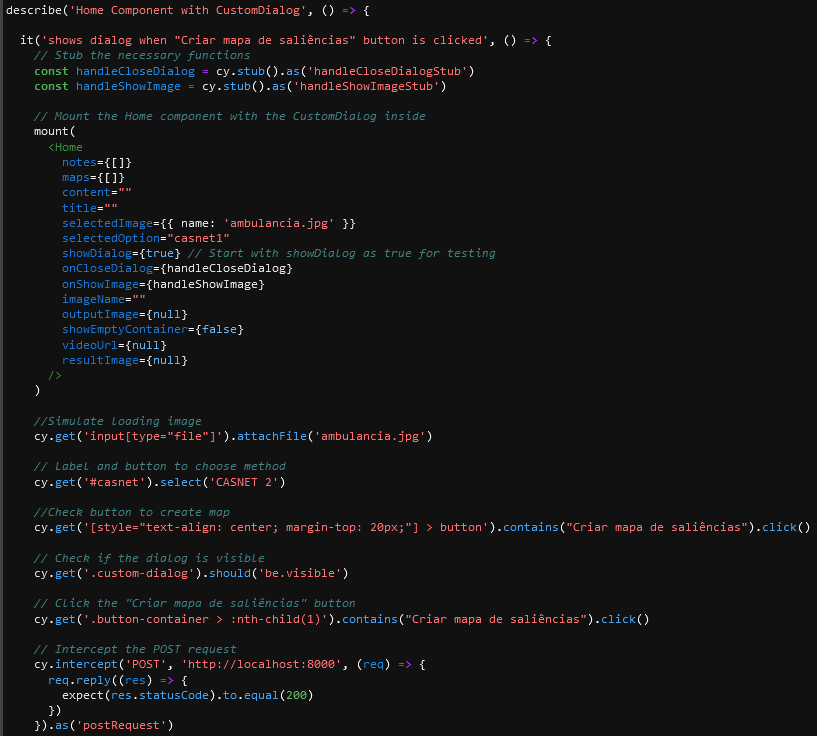 describe('Home Component with CustomDialog', () => {
it('shows dialog when "Criar mapa de saliências" button is clicked', () => {
// Stub the necessary functions
const handleCloseDialog = cy.stub().as('handleCloseDialogStub')
const handleShowImage = cy.stub().as('handleShowImageStub')
// Mount the Home component with the CustomDialog inside
mount(
<Home
notes={[]}
maps={[]}
content=""
title=""
selectedImage={{ name: 'ambulancia.jpg' }}
selectedOption="casnet1"
showDialog={true} // Start with showDialog as true for testing
onCloseDialog={handleCloseDialog}
onShowImage={handleShowImage}
imageName=""
outputImage={null}
showEmptyContainer={false}
videoUrl={null}
resultImage={null}
/>
)
//Simulate loading image
cy.get('input[type="file"]').attachFile('ambulancia.jpg')
// label and button to choose method
cy.get('#casnet').select('CASNET 2')
//Check button to create map
cy.get('[style="text-align: center; margin-top: 20px;"] > button').contains("Criar mapa de saliências").click()
// Check if the dialog is visible
cy.get('.custom-dialog').should('be.visible')
// Click the "Criar mapa de saliências" button
cy.get('.button-container > :nth-child(1)').contains("Criar mapa de saliências").click()
// Intercept the POST request
cy.intercept('POST', 'http://localhost:8000', (req) => {
req.reply((res) => {
expect(res.statusCode).to.equal(200)
})
}).as('postRequest')